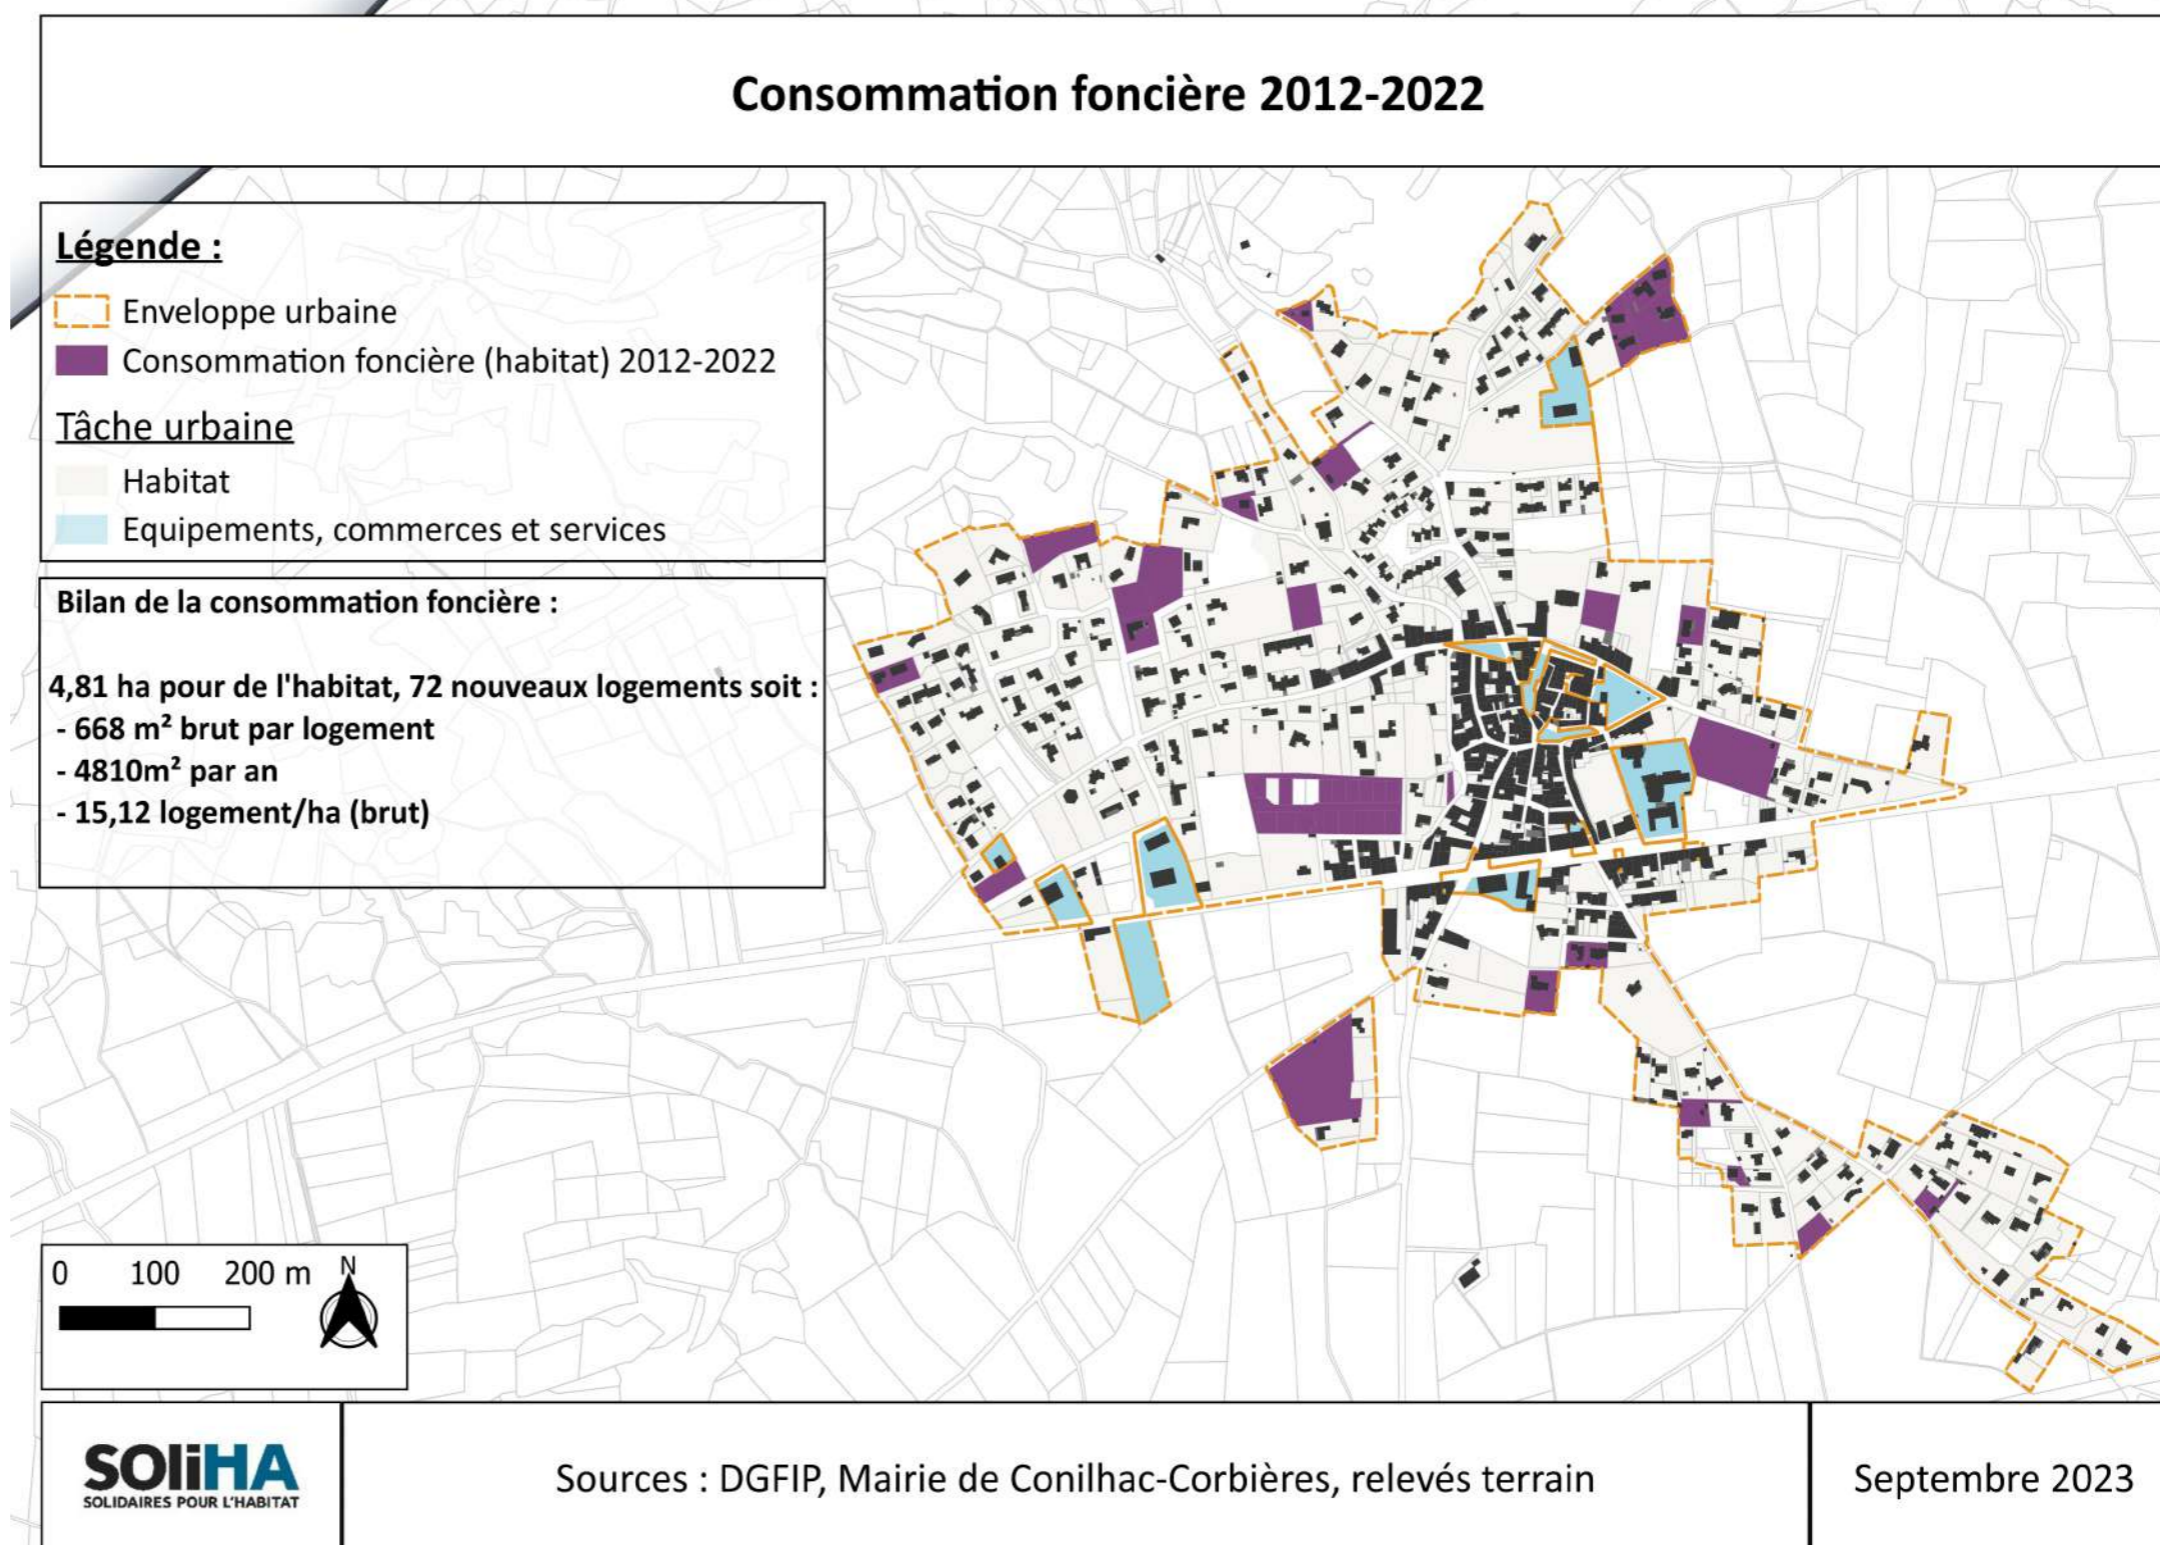 Consommation foncière 2012-2022
Légende :
Enveloppe urbaine
Consommation foncière (habitat) 2012-2022
Tâche urbaine
Habitat
Equipements, commerces et services
Bilan de la consommation foncière :
4,81 ha pour de l'habitat, 72 nouveaux logements soit :
- 668 m² brut par logement
- 4810m² par an
- 15,12 logement/ha (brut)
0 100 200 m N
SOliHA
SOLIDAIRES POUR L'HABITAT
Sources : DGFIP, Mairie de Conilhac-Corbières, relevés terrain
Septembre 2023